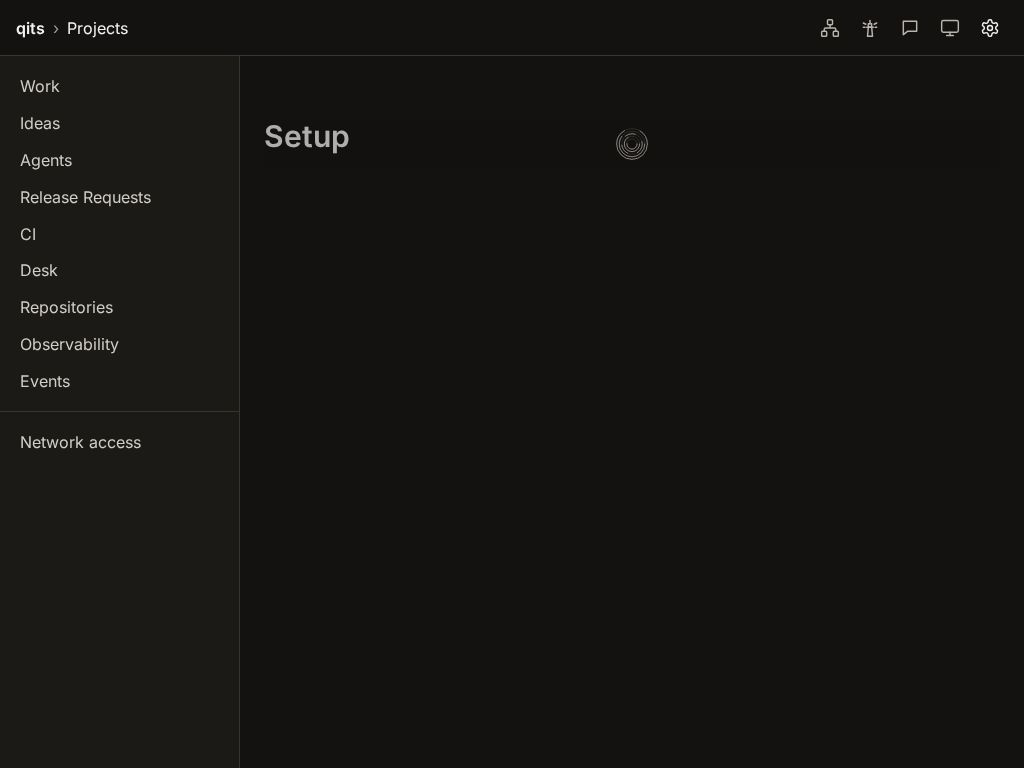 qits › Projects
Work
Ideas
Agents
Release Requests
CI
Desk
Repositories
Observability
Events
Network access
Setup